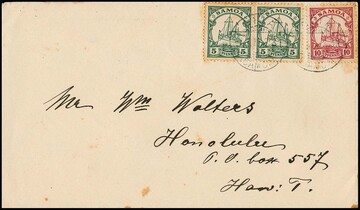 SAMOA SAMOA SAMOA
5 5 5 5 10 10
Mr Wm Wolters
Honolulu
P.O. box 557
Haw: T.